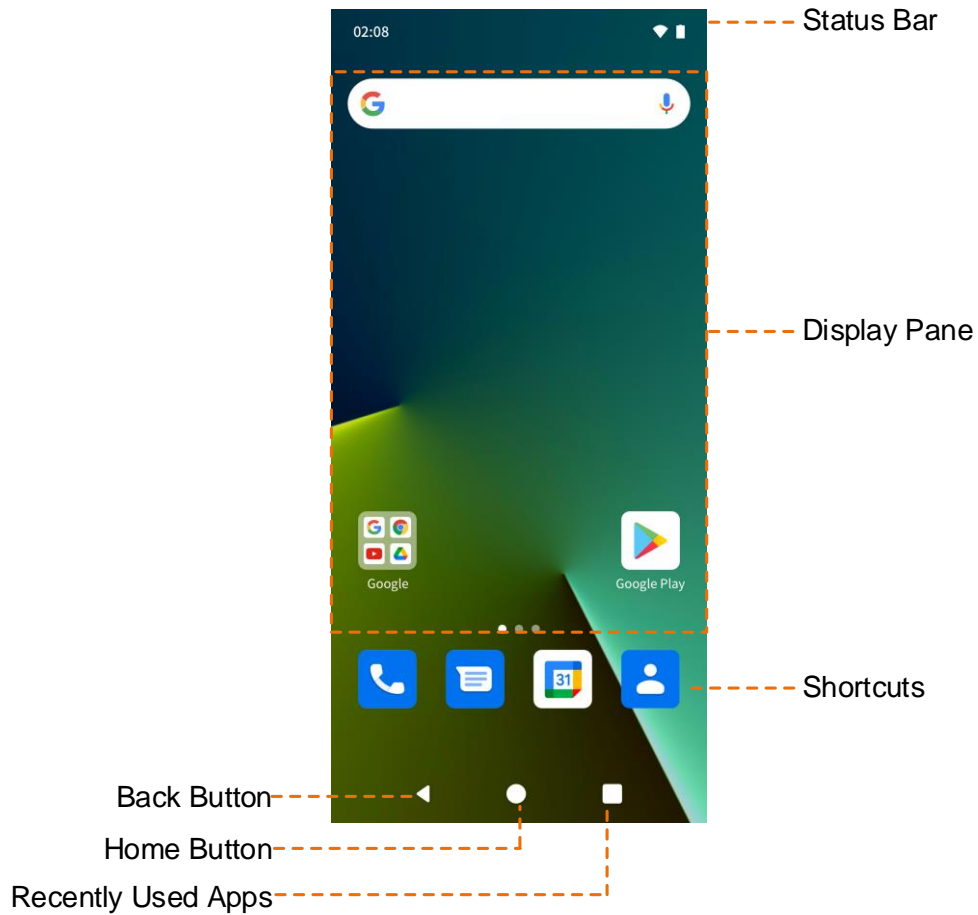 Status Bar
02:08
G
Display Pane
G
Google
Google Play
31
Shortcuts
Back Button
Home Button
Recently Used Apps